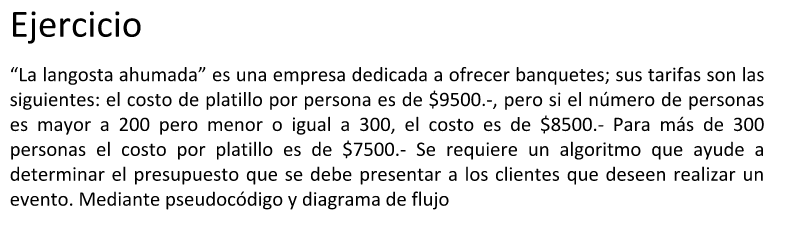 Ejercicio
“La langosta ahumada” es una empresa dedicada a ofrecer banquetes; sus tarifas son las
siguientes: el costo de platillo por persona es de $9500.-, pero si el número de personas
es mayor a 200 pero menor o igual a 300, el costo es de $8500.- Para más de 300
personas el costo por platillo es de $7500.- Se requiere un algoritmo que ayude a
determinar el presupuesto que se debe presentar a los clientes que deseen realizar un
evento. Mediante pseudocódigo y diagrama de flujo